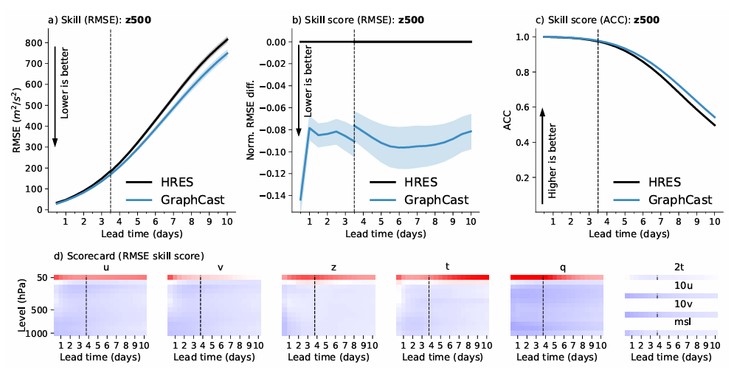 a) Skill (RMSE): z500
b) Skill score (RMSE): z500
c) Skill score (ACC): z500
RMSE (m²/s²)
800
700
600
500
400
300
200
100
0
Lower is better
HRES
GraphCast
1 2 3 4 5 6 7 8 9 10
Lead time (days)
Norm. RMSE diff.
0.00
−0.02
−0.04
−0.06
−0.08
−0.10
−0.12
−0.14
Lower is better
HRES
GraphCast
1 2 3 4 5 6 7 8 9 10
Lead time (days)
ACC
1.0
0.8
0.6
0.4
0.2
Higher is better
HRES
GraphCast
1 2 3 4 5 6 7 8 9 10
Lead time (days)
d) Scorecard (RMSE skill score)
u
v
z
t
q
2t
10u
10v
msl
Level (hPa)
50
500
1000
1 2 3 4 5 6 7 8 9 10
Lead time (days)
1 2 3 4 5 6 7 8 9 10
Lead time (days)
1 2 3 4 5 6 7 8 9 10
Lead time (days)
1 2 3 4 5 6 7 8 9 10
Lead time (days)
1 2 3 4 5 6 7 8 9 10
Lead time (days)
1 2 3 4 5 6 7 8 9 10
Lead time (days)